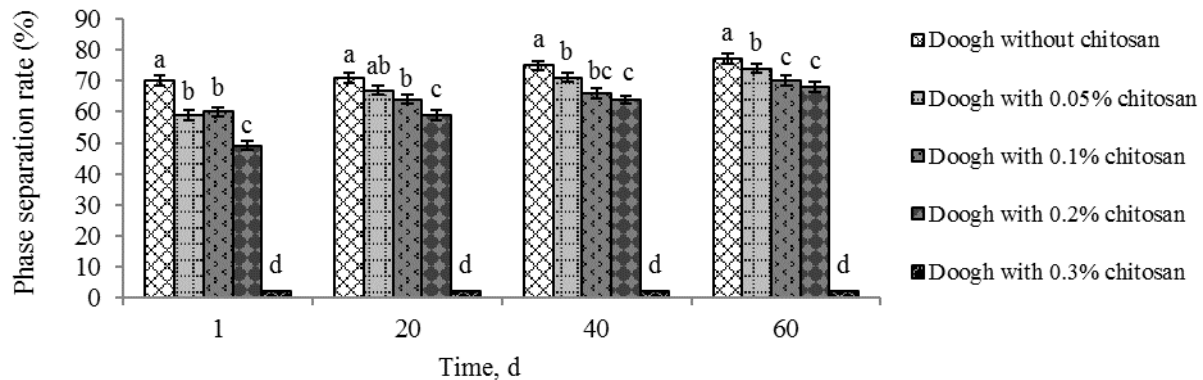 Phase separation rate (%)
90
80
70
60
50
40
30
20
10
0
a
b
b
c
d
a
ab
b
c
d
a
b
bc
c
d
a
b
c
c
d
1
20
40
60
Time, d
Doogh without chitosan
Doogh with 0.05% chitosan
Doogh with 0.1% chitosan
Doogh with 0.2% chitosan
Doogh with 0.3% chitosan